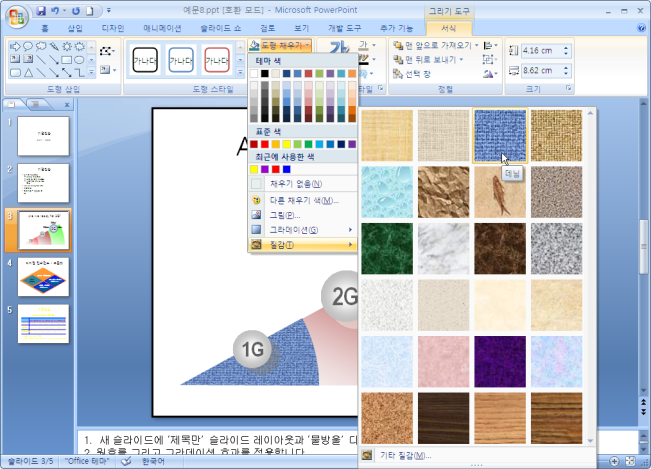 예문8.ppt [호환 모드] - Microsoft PowerPoint
그리기 도구
홈 삽입 디자인 애니메이션 슬라이드 쇼 검토 보기 개발 도구 추가 기능 서식
가나다 가나다 가나다
도형 채우기
맨 앞으로 가져오기
맨 뒤로 보내기
선택 창
4.16 cm
8.62 cm
도형 삽입 도형 스타일 정렬 크기
테마 색
표준 색
최근에 사용한 색
채우기 없음(N)
다른 채우기 색(M)...
그림(P)...
그라데이션(G)
질감(T)
데님
기타 질감(M)...
1
2
3
4
5
A
2G
1G
1. 새 슬라이드에 '제목만' 슬라이드 레이아웃과 '물방울' 디
2. 원호를 그리고 그라데이션 효과를 적용합니다
슬라이드 3/5 "Office 테마" 한국어